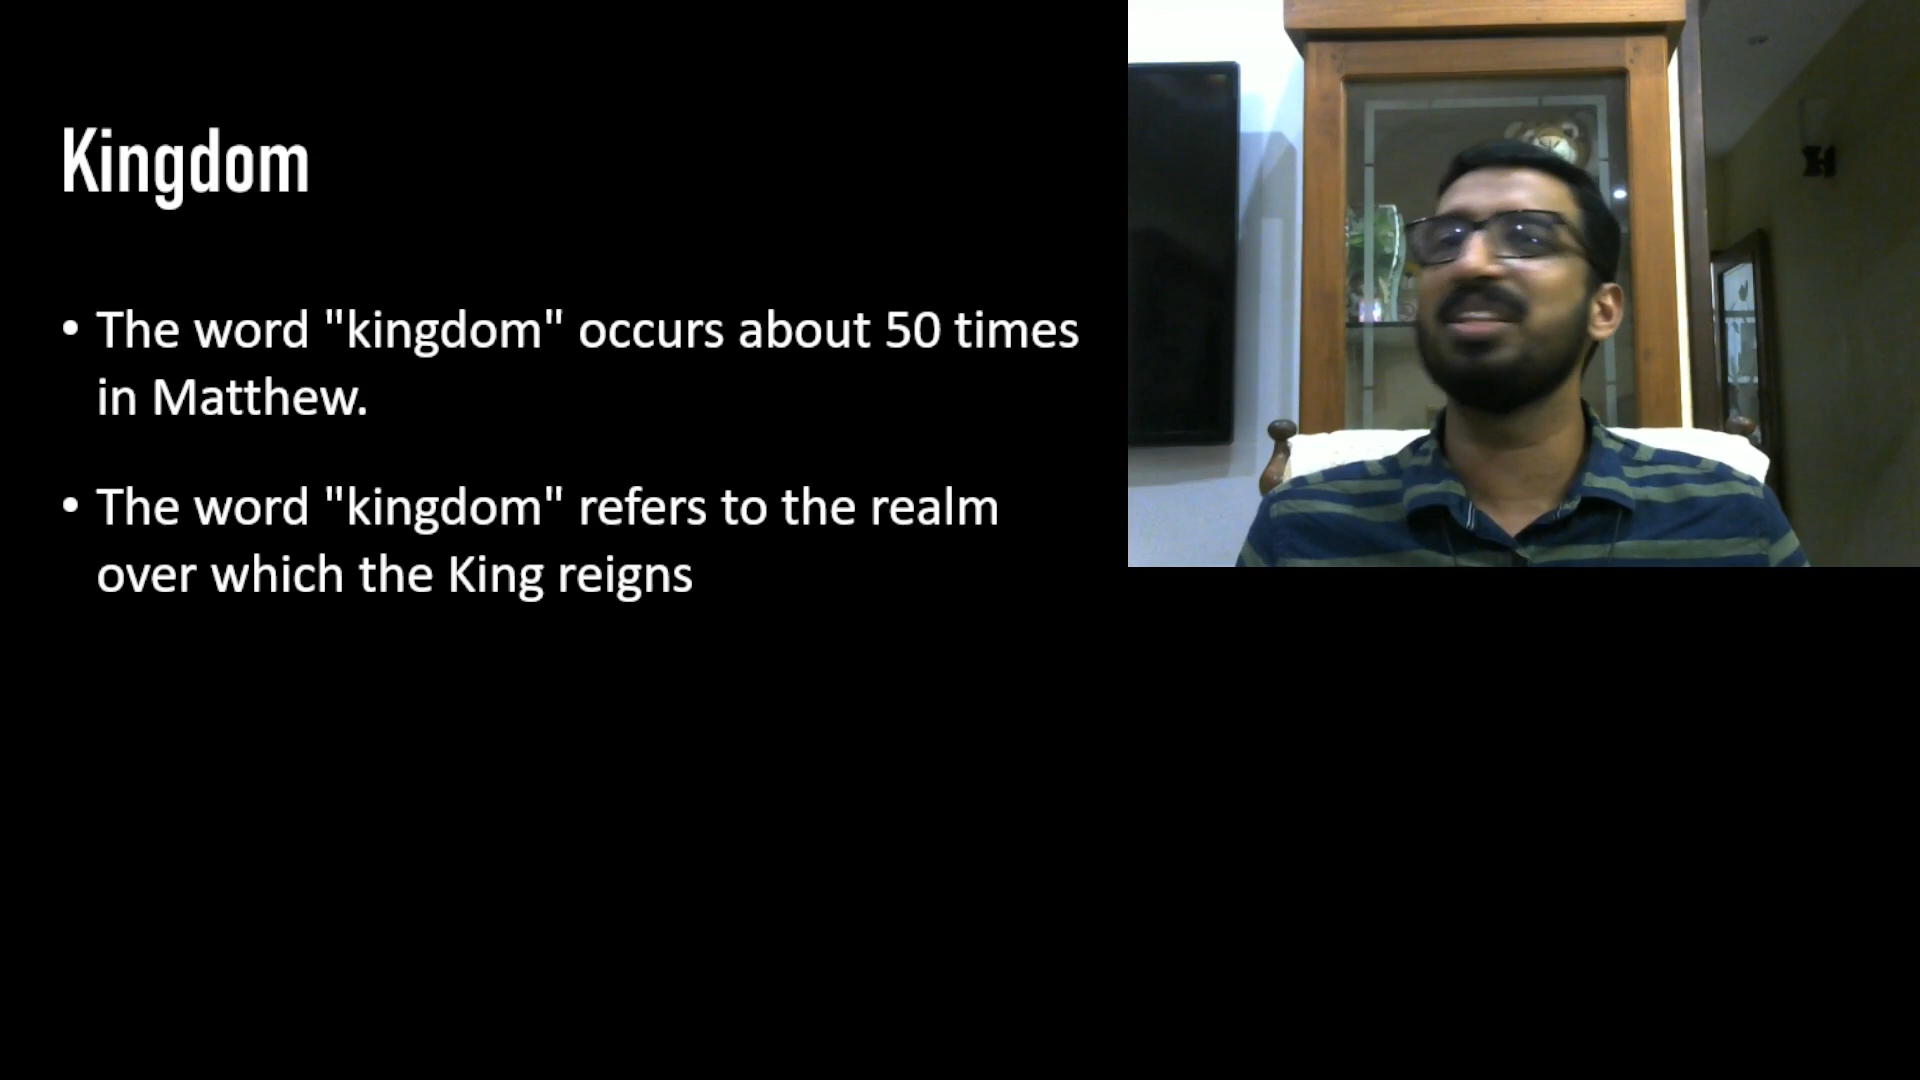 Kingdom
• The word "kingdom" occurs about 50 times
in Matthew.
• The word "kingdom" refers to the realm
over which the King reigns